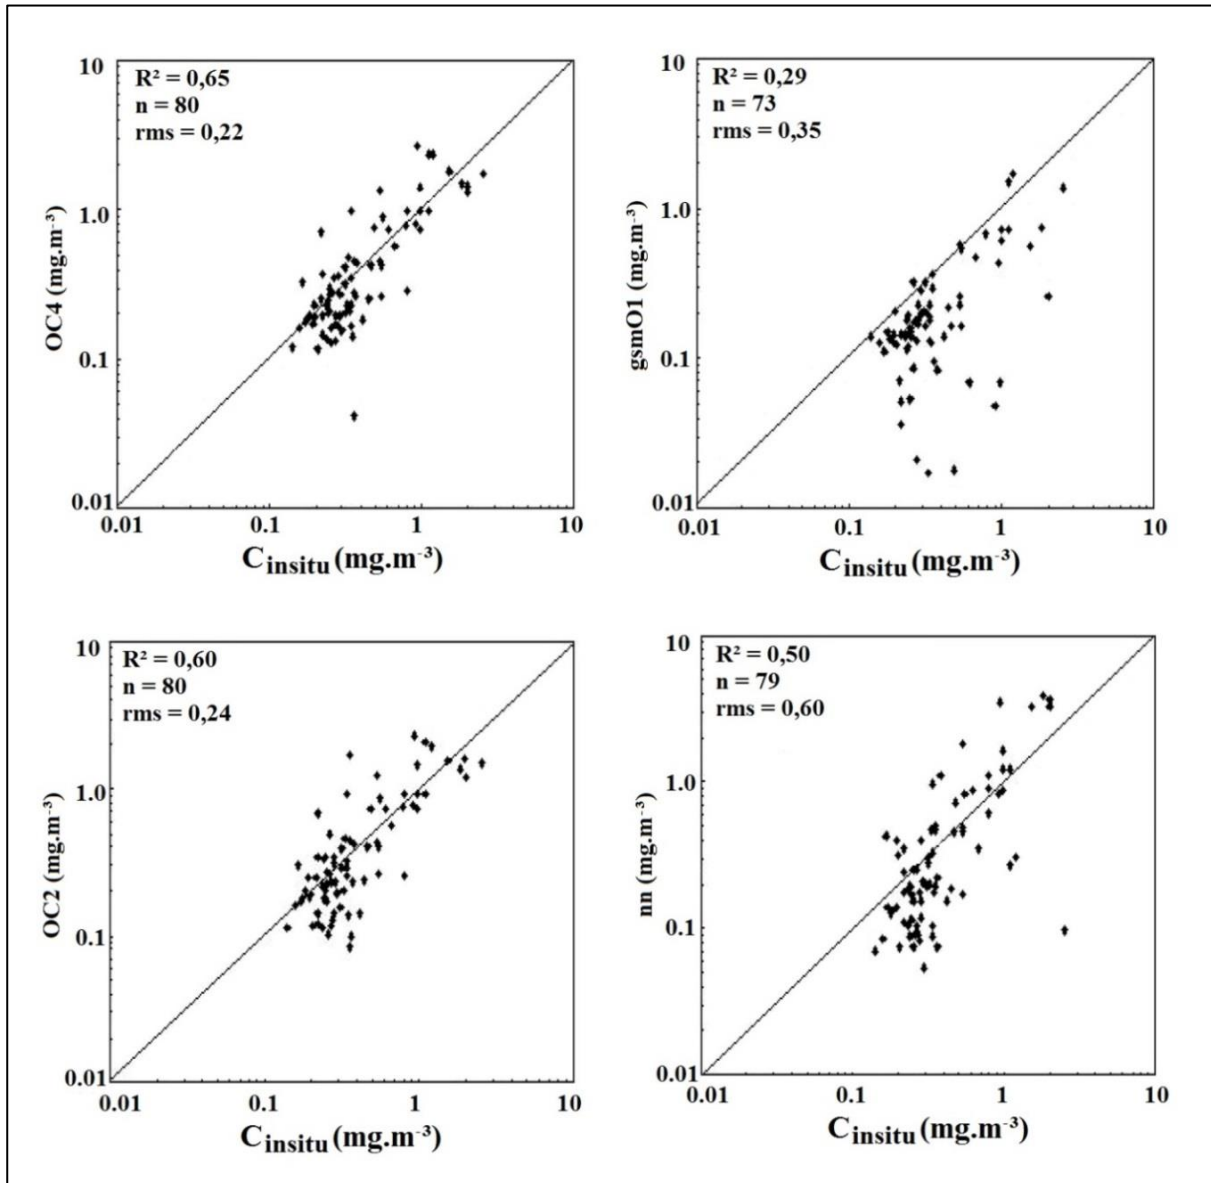 R² = 0,65
n = 80
rms = 0,22
10
1.0
0.1
0.01
OC4 (mg.m⁻³)
0.01 0.1 1 10
Cinsitu (mg.m⁻³)
R² = 0,29
n = 73
rms = 0,35
10
1.0
0.1
0.01
gsmO1 (mg.m⁻³)
0.01 0.1 1 10
Cinsitu (mg.m⁻³)
R² = 0,60
n = 80
rms = 0,24
10
1.0
0.1
0.01
OC2 (mg.m⁻³)
0.01 0.1 1 10
Cinsitu (mg.m⁻³)
R² = 0,50
n = 79
rms = 0,60
10
1.0
0.1
0.01
nn (mg.m⁻³)
0.01 0.1 1 10
Cinsitu (mg.m⁻³)